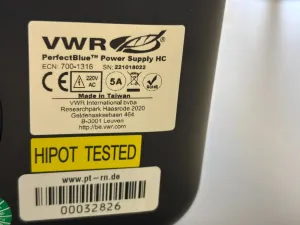 VWR
PerfectBlue™ Power Supply HC
ECN: 700-1316 SN: 221018022
220V
AC
5A
CE
Made in Taiwan
VWR International bvba
Researchpark Haasrode 2020
Geldenaaksebaan 464
B-3001 Leuven
http://be.vwr.com
HIPOT TESTED
www.pt-rn.de
00032826